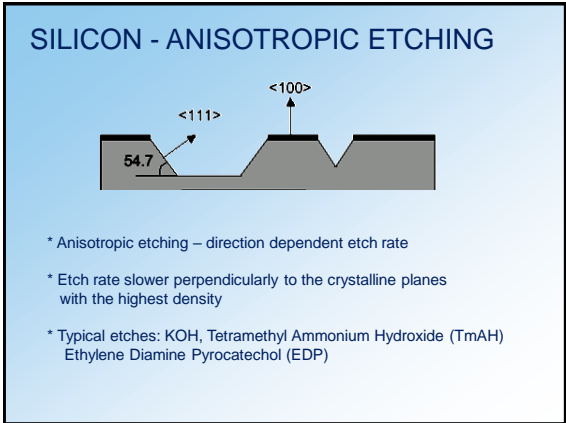 SILICON - ANISOTROPIC ETCHING
<100>
<111>
54.7
* Anisotropic etching – direction dependent etch rate
* Etch rate slower perpendicularly to the crystalline planes
with the highest density
* Typical etches: KOH, Tetramethyl Ammonium Hydroxide (TmAH)
Ethylene Diamine Pyrocatechol (EDP)